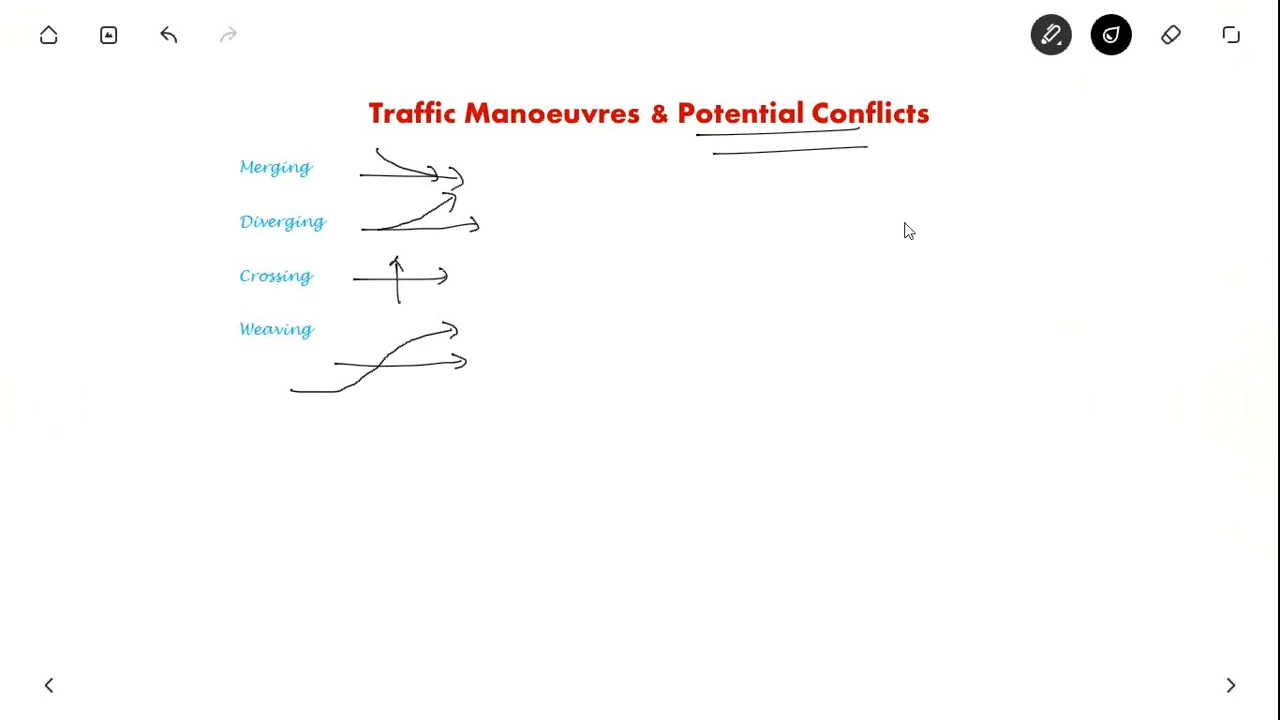 Traffic Manoeuvres & Potential Conflicts
Merging
Diverging
Crossing
Weaving